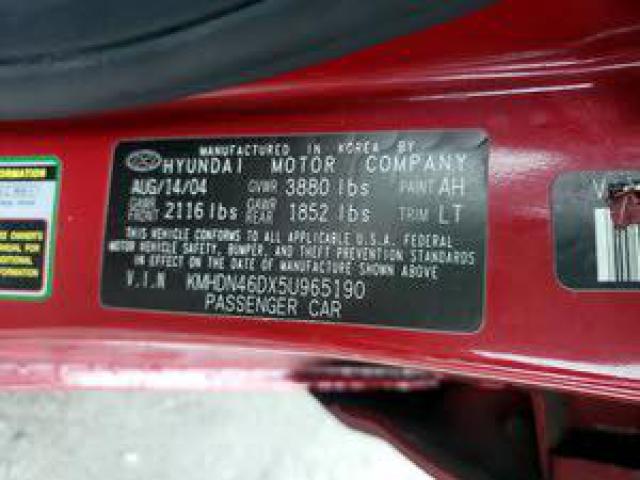 MANUFACTURED IN KOREA BY
HYUNDAI MOTOR COMPANY
AUG/14/04 GVWR 3880 lbs PAINT AH
GAWR FRONT 2116 lbs GAWR REAR 1852 lbs TRIM LT
THIS VEHICLE CONFORMS TO ALL APPLICABLE U.S.A. FEDERAL
MOTOR VEHICLE SAFETY, BUMPER, AND THEFT PREVENTION STANDARDS
IN EFFECT ON THE DATE OF MANUFACTURE SHOWN ABOVE
V.I.N KMHDN46DX5U965190
PASSENGER CAR
V